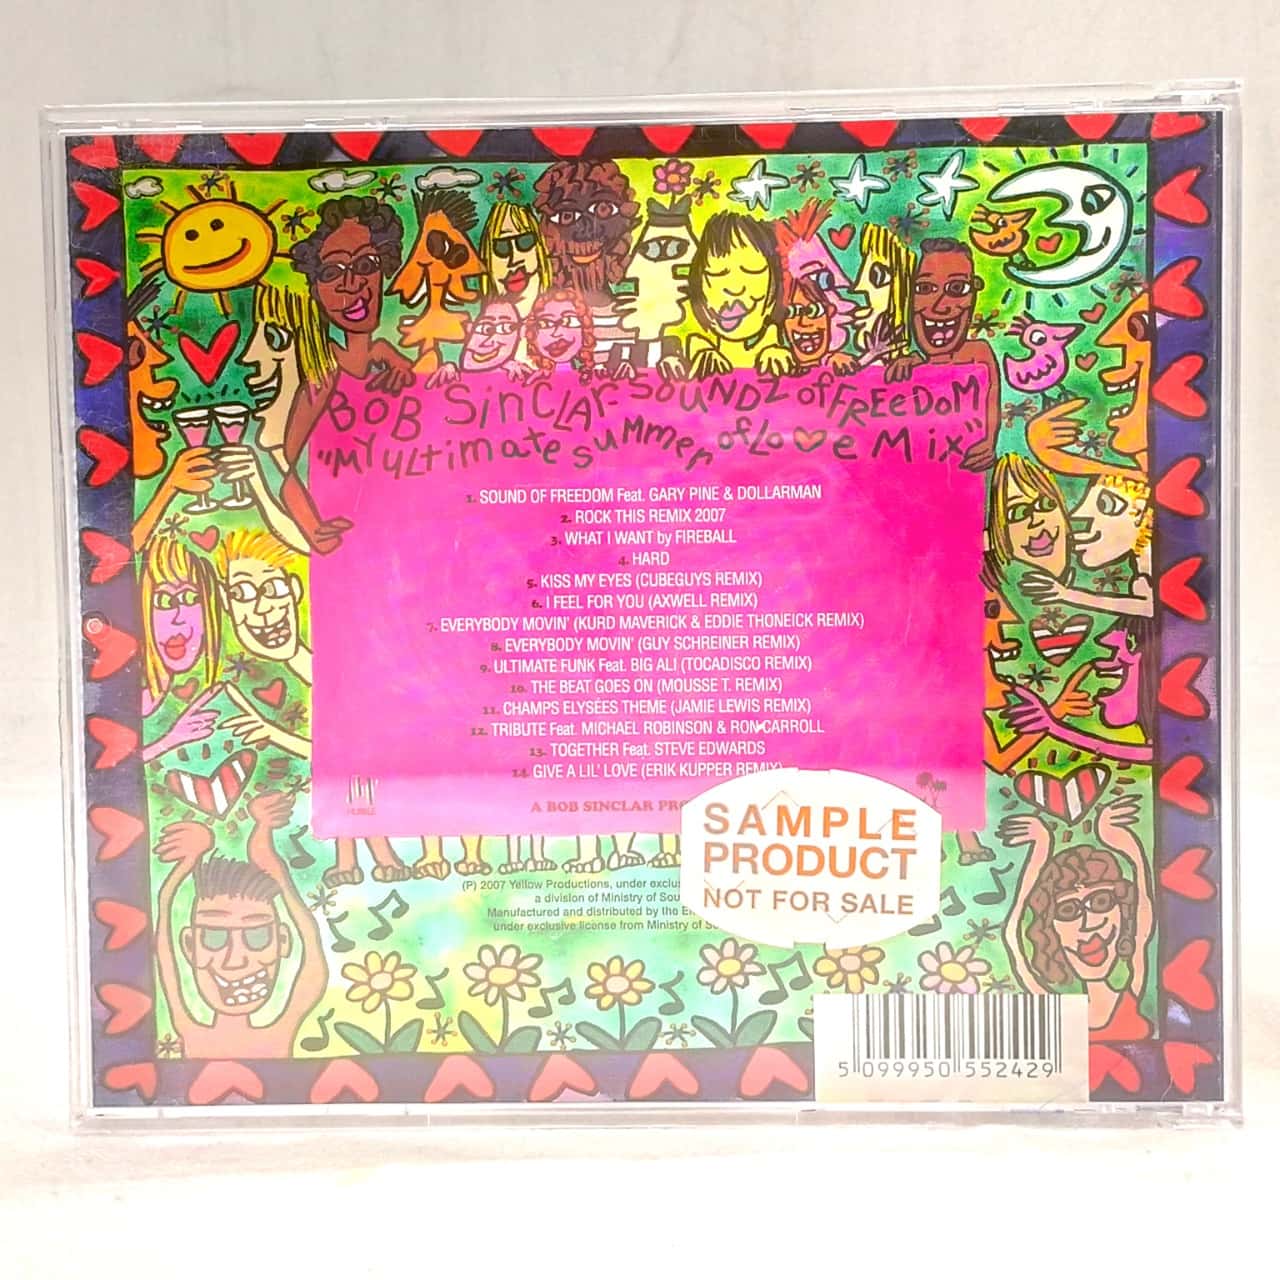 BOB SinCLAr-SOUNDZ of FREEDOM
"MY ULtimate summer of Love Mix"
1. SOUND OF FREEDOM Feat. GARY PINE & DOLLARMAN
2. ROCK THIS REMIX 2007
3. WHAT I WANT by FIREBALL
4. HARD
5. KISS MY EYES (CUBEGUYS REMIX)
6. I FEEL FOR YOU (AXWELL REMIX)
7. EVERYBODY MOVIN' (KURD MAVERICK & EDDIE THONEICK REMIX)
8. EVERYBODY MOVIN' (GUY SCHREINER REMIX)
9. ULTIMATE FUNK Feat. BIG ALI (TOCADISCO REMIX)
10. THE BEAT GOES ON (MOUSSE T. REMIX)
11. CHAMPS ELYSÉES THEME (JAMIE LEWIS REMIX)
12. TRIBUTE Feat. MICHAEL ROBINSON & RON CARROLL
13. TOGETHER Feat. STEVE EDWARDS
14. GIVE A LIL' LOVE (ERIK KUPPER REMIX)
A BOB SINCLAR
SAMPLE
PRODUCT
NOT FOR SALE
(P) 2007 Yellow Productions, under
a division of Ministry of
Manufactured and distributed by the
under exclusive license from Ministry of
5 099950 552429